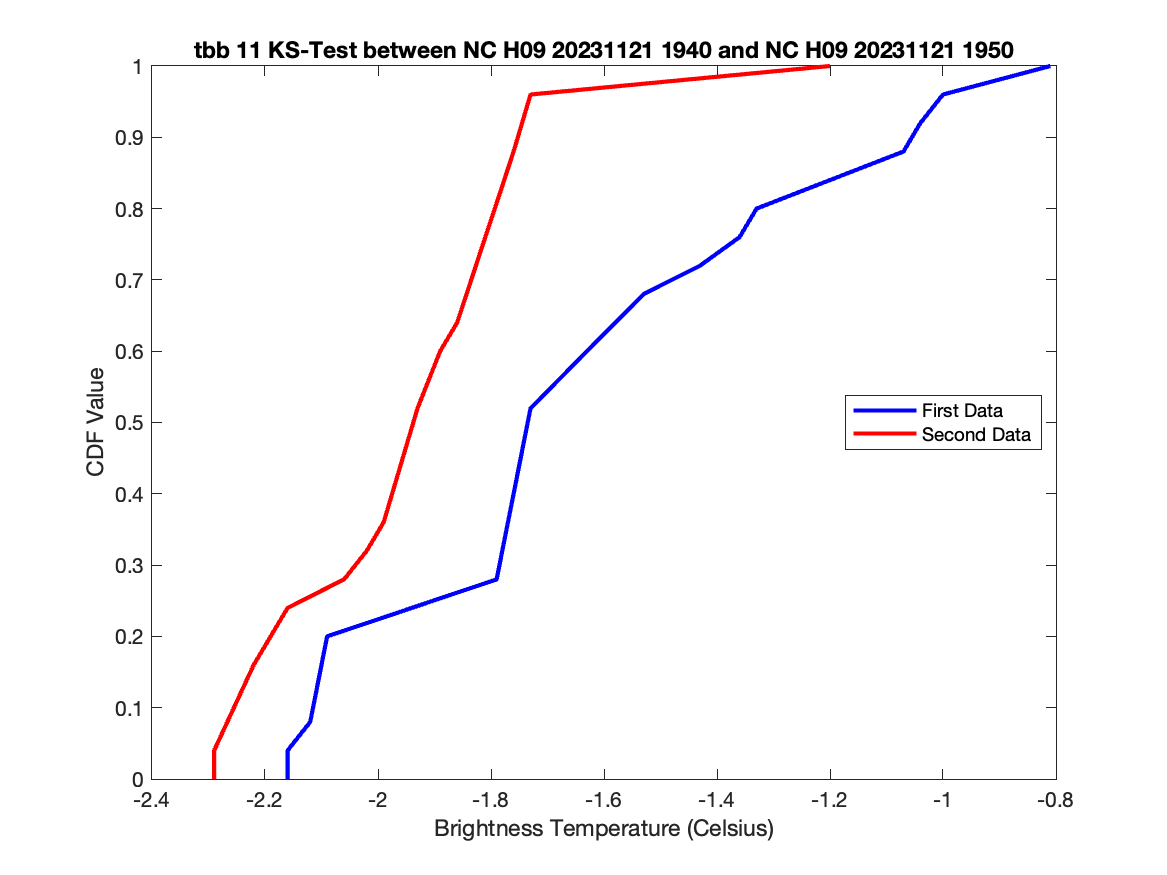 tbb 11 KS-Test between NC H09 20231121 1940 and NC H09 20231121 1950
1
0.9
0.8
0.7
0.6
0.5
0.4
0.3
0.2
0.1
0
CDF Value
First Data
Second Data
-2.4 -2.2 -2 -1.8 -1.6 -1.4 -1.2 -1 -0.8
Brightness Temperature (Celsius)